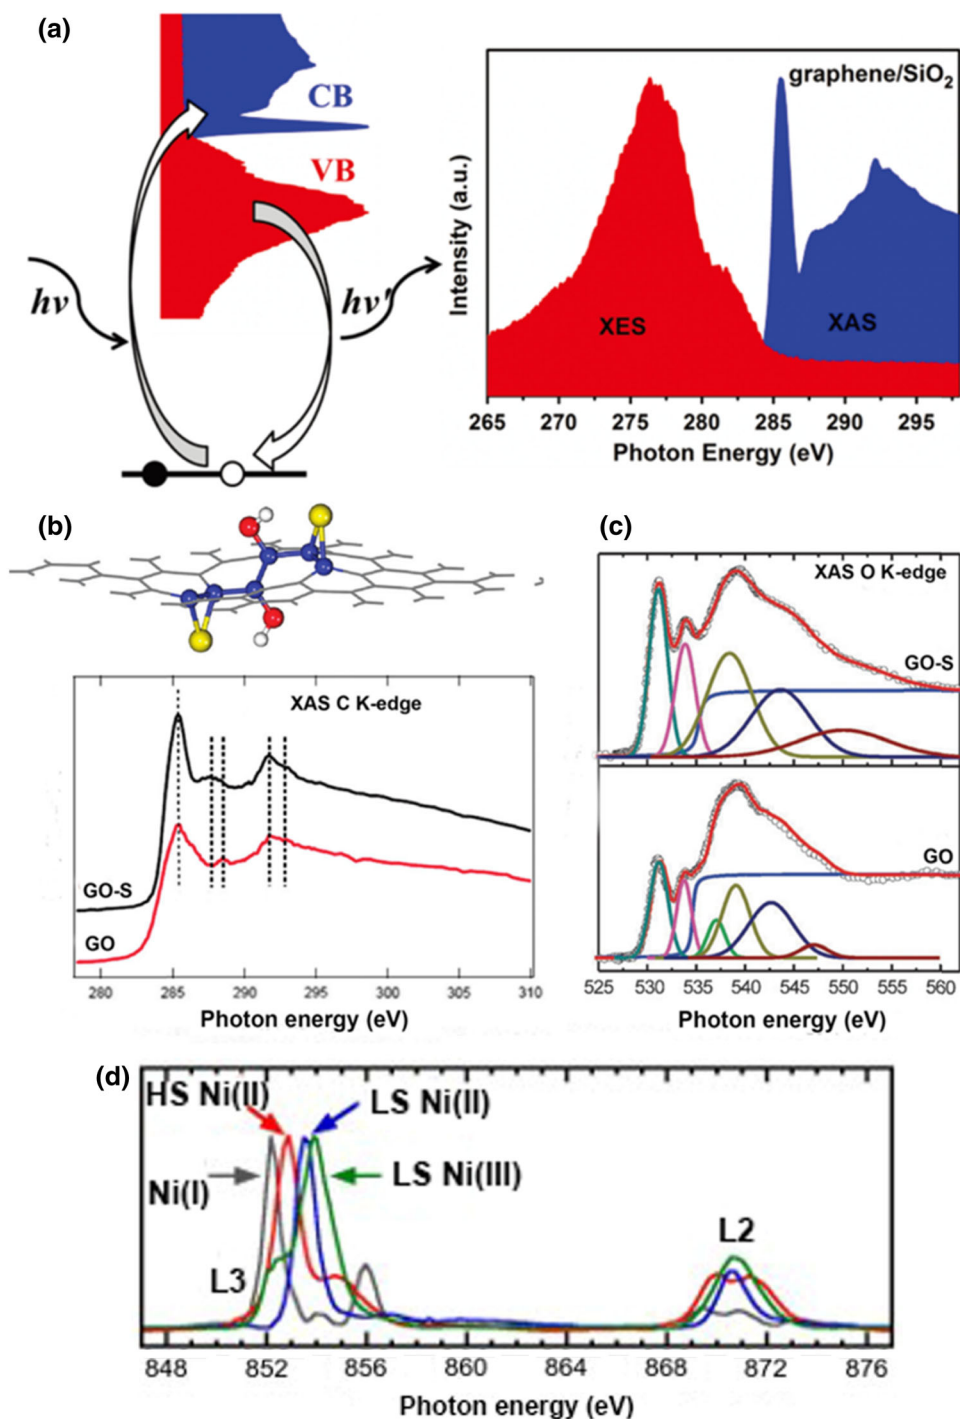 (a)
CB
VB
hν
hν'
graphene/SiO₂
Intensity (a.u.)
XES
XAS
265 270 275 280 285 290 295
Photon Energy (eV)
(b)
XAS C K-edge
GO-S
GO
280 285 290 295 300 305 310
Photon energy (eV)
(c)
XAS O K-edge
GO-S
GO
525 530 535 540 545 550 555 560
Photon energy (eV)
(d)
HS Ni(II)
LS Ni(II)
Ni(I)
LS Ni(III)
L3
L2
848 852 856 860 864 868 872 876
Photon energy (eV)